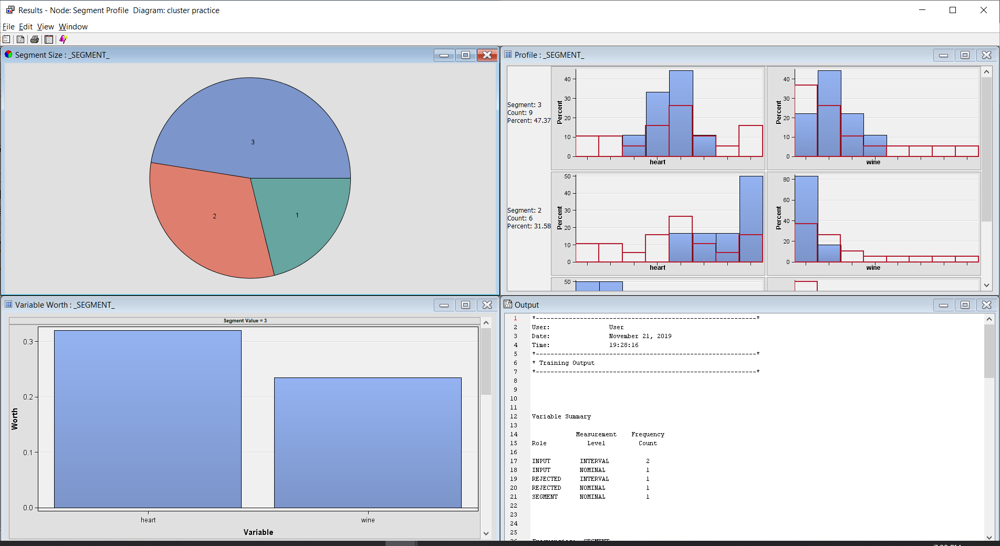 Results - Node: Segment Profile  Diagram: cluster practice
File Edit View Window
Segment Size : _SEGMENT_
3
2
1
Profile : _SEGMENT_
Segment: 3
Count: 9
Percent: 47.37
Percent
40
30
20
10
0
heart
Percent
40
30
20
10
0
wine
Segment: 2
Count: 6
Percent: 31.58
Percent
50
40
30
20
10
0
heart
Percent
80
60
40
20
0
wine
50
Variable Worth : _SEGMENT_
Segment Value = 3
Worth
0.3
0.2
0.1
0.0
heart
wine
Variable
Output
1 *------------------------------------------------------------*
2 User: User
3 Date: November 21, 2019
4 Time: 19:28:16
5 *------------------------------------------------------------*
6 * Training Output
7 *------------------------------------------------------------*
8
9
10
11
12 Variable Summary
13
14 Measurement Frequency
15 Role Level Count
16
17 INPUT INTERVAL 2
18 INPUT NOMINAL 1
19 REJECTED INTERVAL 1
20 REJECTED NOMINAL 1
21 SEGMENT NOMINAL 1
22
23
24
25